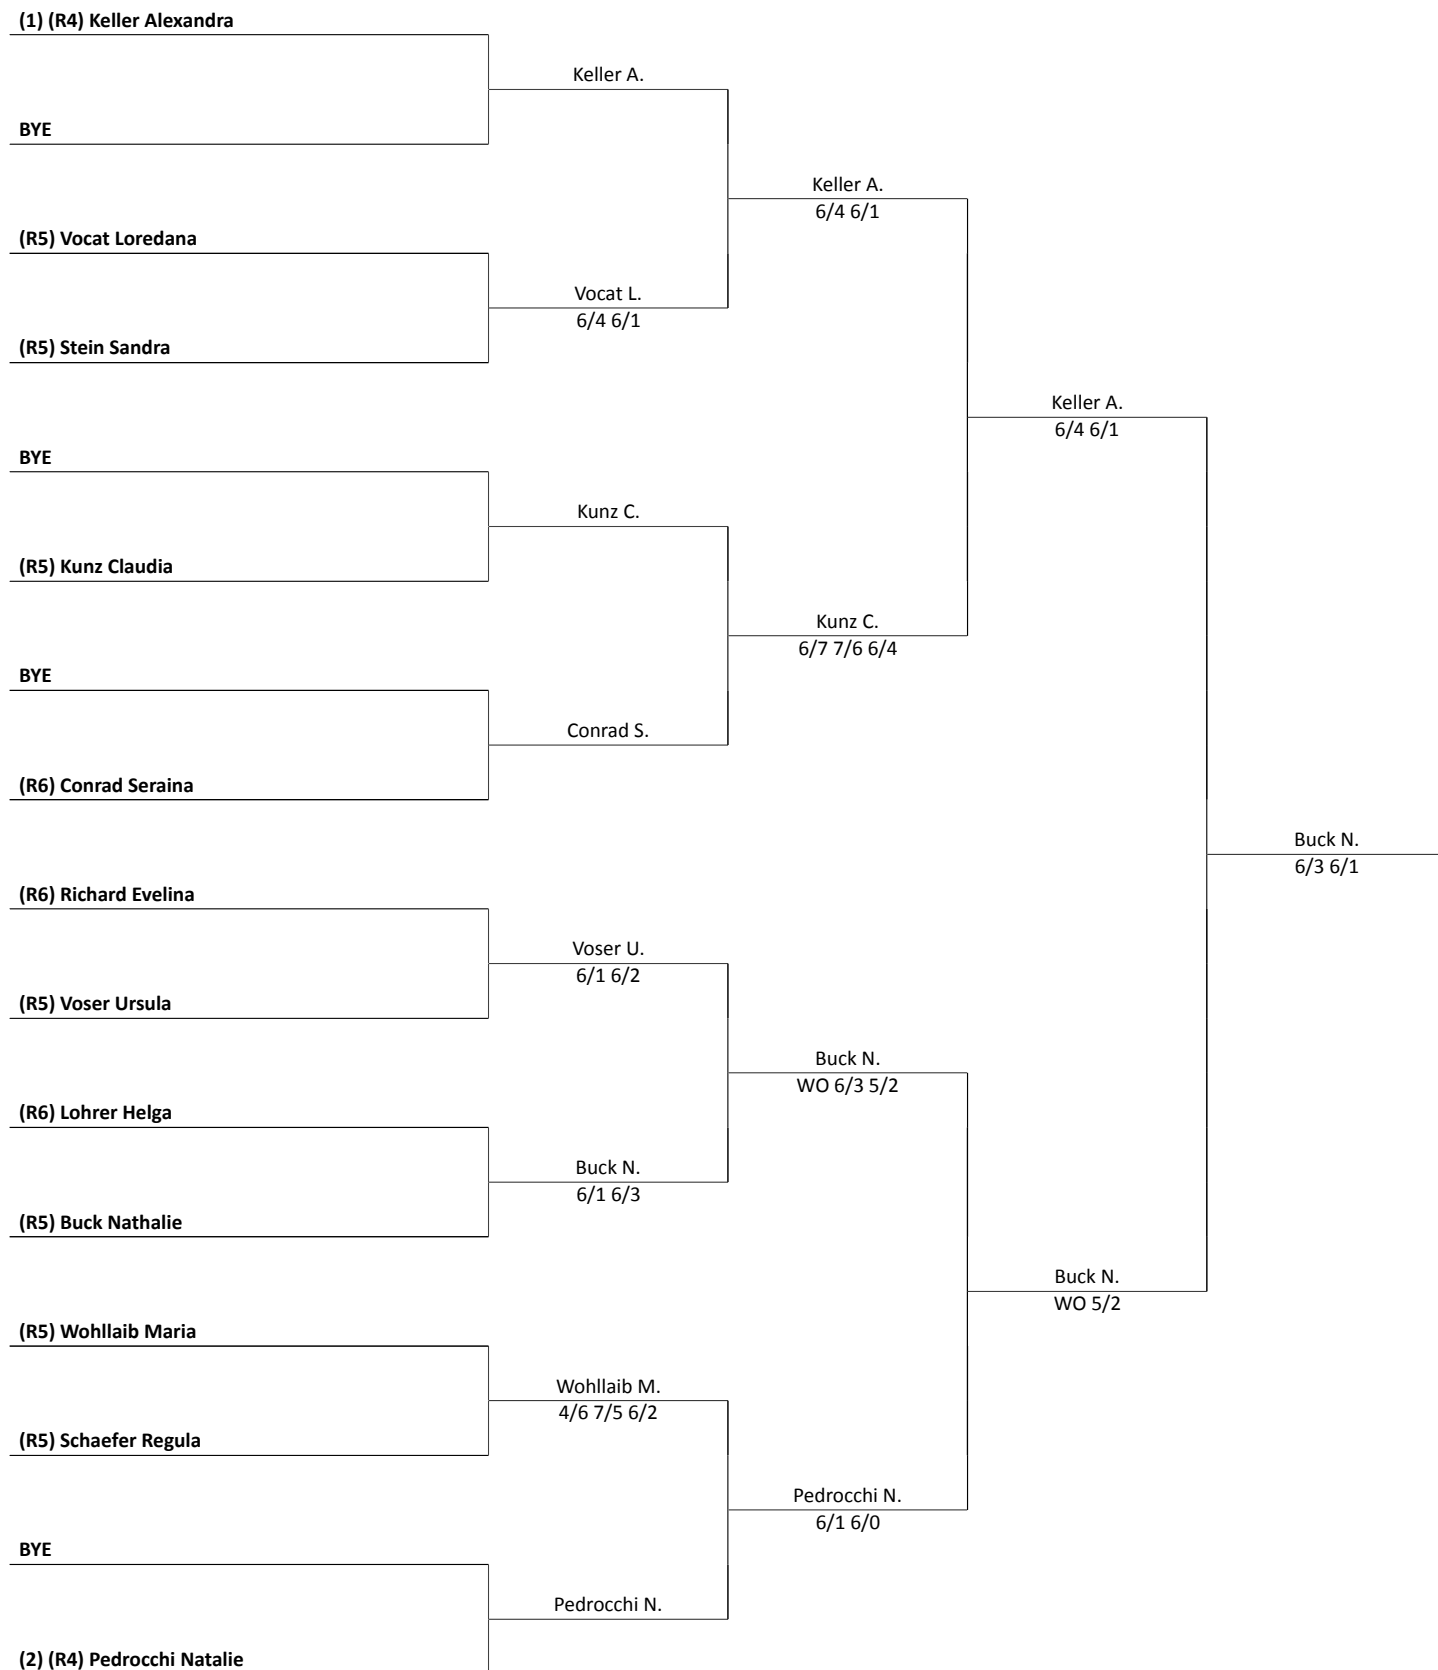 (1) (R4) Keller Alexandra
Keller A.
BYE
Keller A.
6/4 6/1
(R5) Vocat Loredana
Vocat L.
6/4 6/1
(R5) Stein Sandra
Keller A.
6/4 6/1
BYE
Kunz C.
(R5) Kunz Claudia
Kunz C.
6/7 7/6 6/4
BYE
Conrad S.
(R6) Conrad Seraina
Buck N.
6/3 6/1
(R6) Richard Evelina
Voser U.
6/1 6/2
(R5) Voser Ursula
Buck N.
WO 6/3 5/2
(R6) Lohrer Helga
Buck N.
6/1 6/3
(R5) Buck Nathalie
Buck N.
WO 5/2
(R5) Wohllaib Maria
Wohllaib M.
4/6 7/5 6/2
(R5) Schaefer Regula
Pedrocchi N.
6/1 6/0
BYE
Pedrocchi N.
(2) (R4) Pedrocchi Natalie